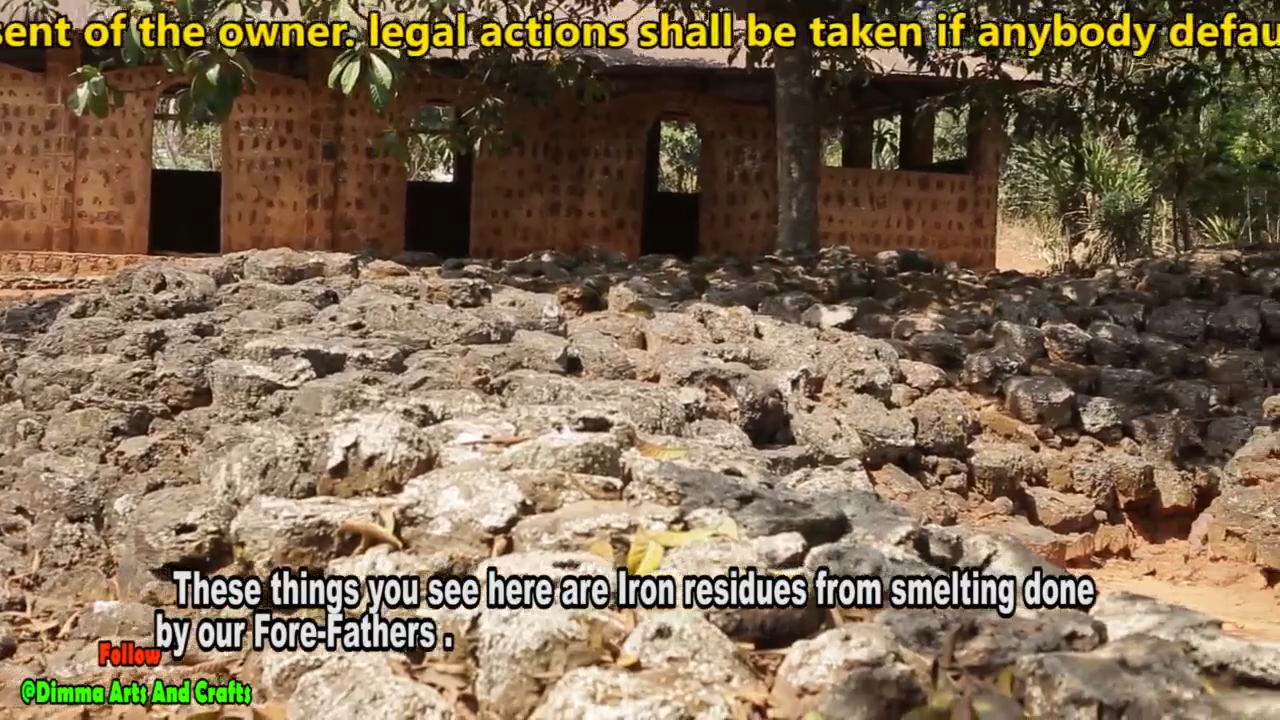 sent of the owner. legal actions shall be taken if anybody defau
These things you see here are Iron residues from smelting done
by our Fore-Fathers .
Follow
@Dimma Arts And Crafts